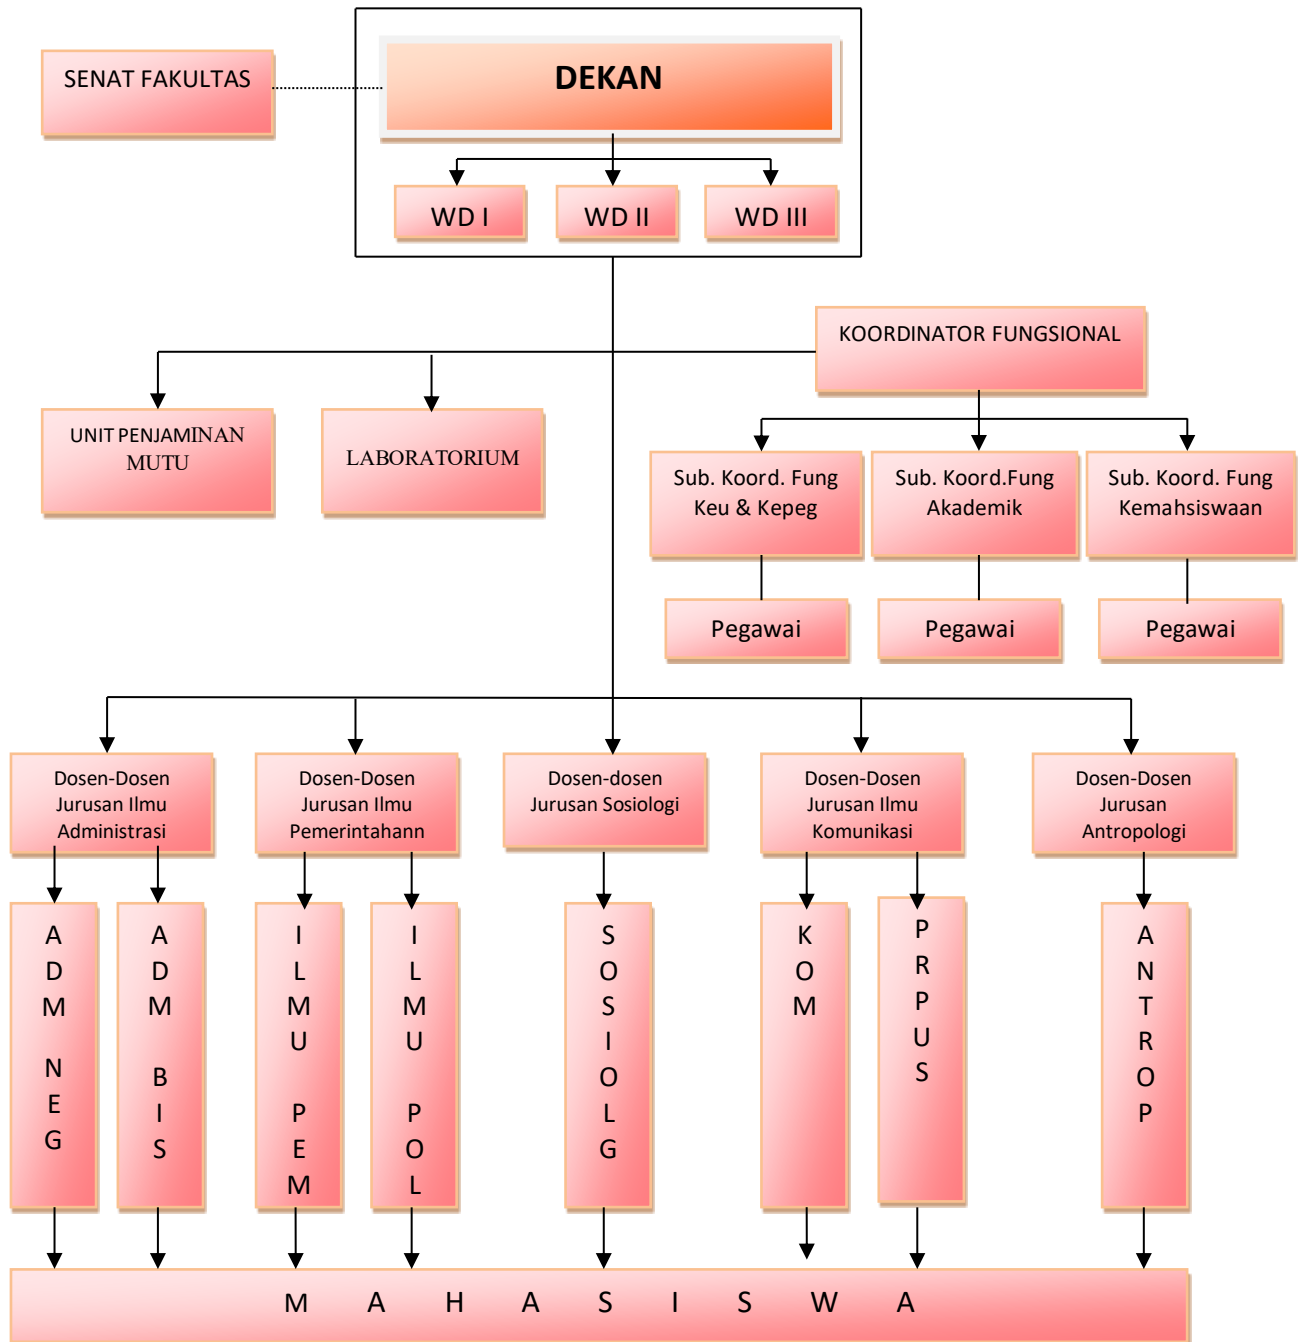 SENAT FAKULTAS
DEKAN
WD I
WD II
WD III
KOORDINATOR FUNGSIONAL
UNIT PENJAMINAN
MUTU
LABORATORIUM
Sub. Koord. Fung
Keu & Kepeg
Sub. Koord.Fung
Akademik
Sub. Koord. Fung
Kemahsiswaan
Pegawai
Pegawai
Pegawai
Dosen-Dosen
Jurusan Ilmu
Administrasi
Dosen-Dosen
Jurusan Ilmu
Pemerintahann
Dosen-dosen
Jurusan Sosiologi
Dosen-Dosen
Jurusan Ilmu
Komunikasi
Dosen-Dosen
Jurusan
Antropologi
ADM NEG
ADM BIS
ILMU PEM
ILMU POL
SOSIOLG
KOM
PRPUS
ANTROP
M A H A S I S W A